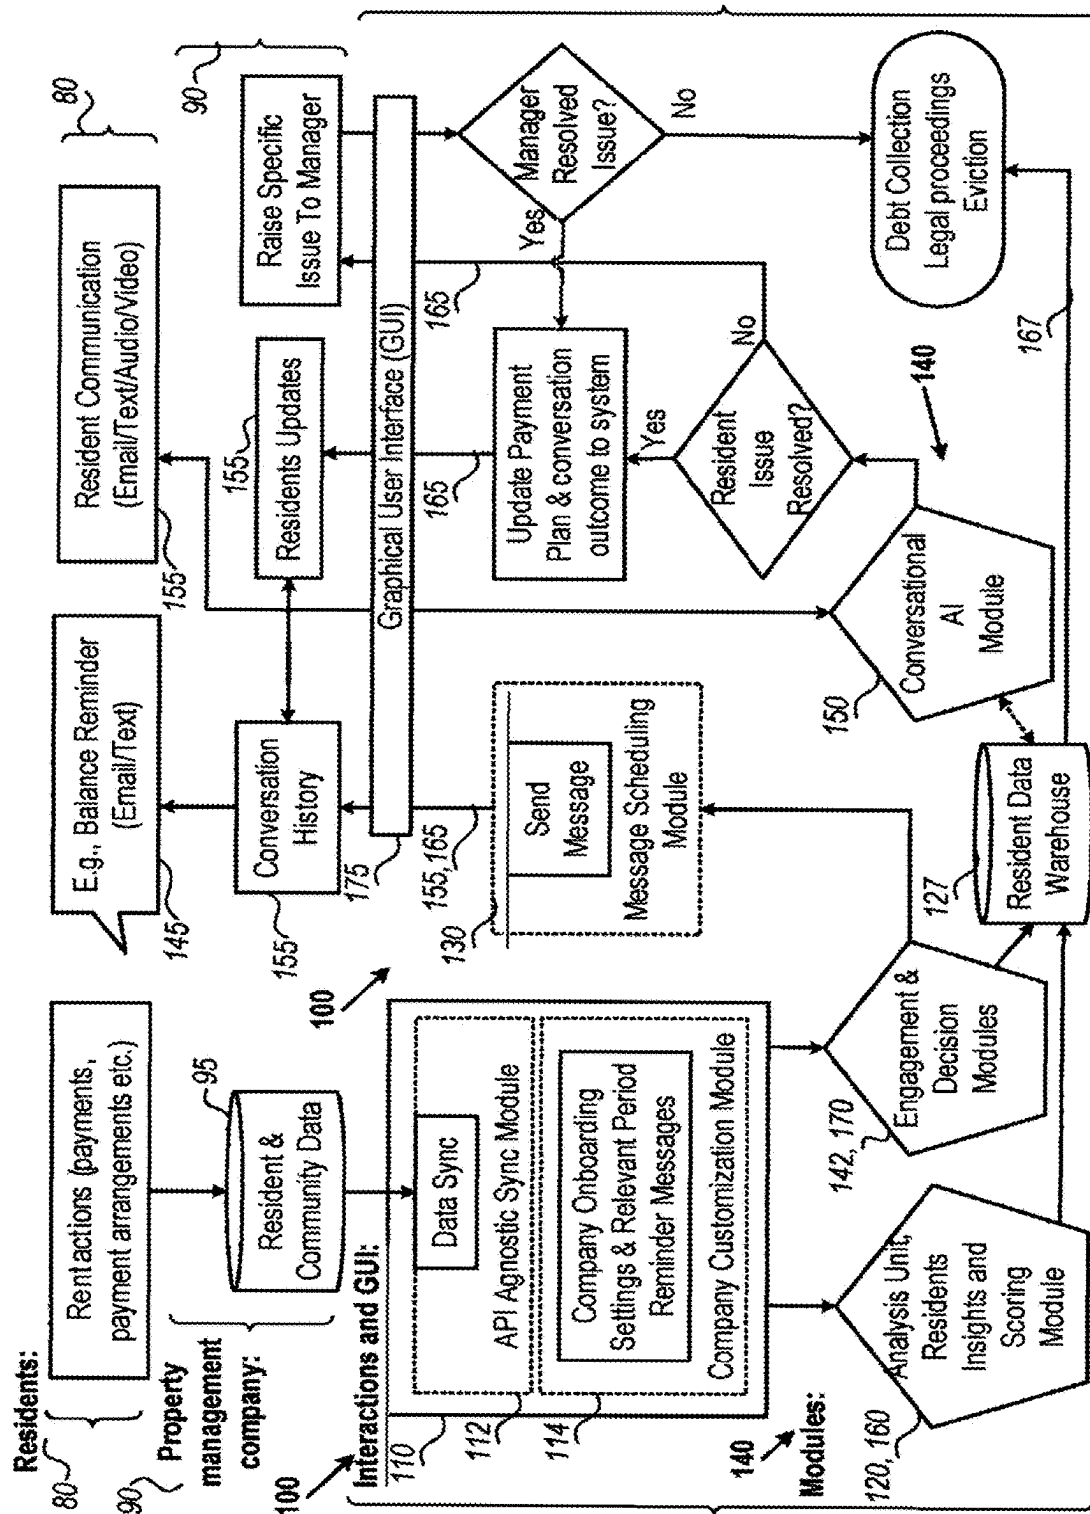 Residents:
80
Rent actions (payments,
payment arrangements etc.)
E.g., Balance Reminder
(Email/Text)
145
Resident Communication
(Email/Text/Audio/Video)
155
80
90
Property
management
company:
Resident &
Community Data
95
Conversation
History
155
Residents Updates
155
Raise Specific
Issue To Manager
90
100
Interactions and GUI:
110
Data Sync
API Agnostic Sync Module
112
Company Onboarding
Settings & Relevant Period
Reminder Messages
Company Customization Module
114
100
Graphical User Interface (GUI)
175
155, 165
130
Send
Message
Message Scheduling
Module
165
Update Payment
Plan & conversation
outcome to system
165
Yes
Manager
Resolved
Issue?
No
Yes
Resident
Issue
Resolved?
No
140
Modules:
120, 160
Analysis Unit,
Residents
Insights and
Scoring
Module
142, 170
Engagement &
Decision
Modules
127
Resident Data
Warehouse
150
Conversational
AI
Module
140
Debt Collection
Legal proceedings
Eviction
167